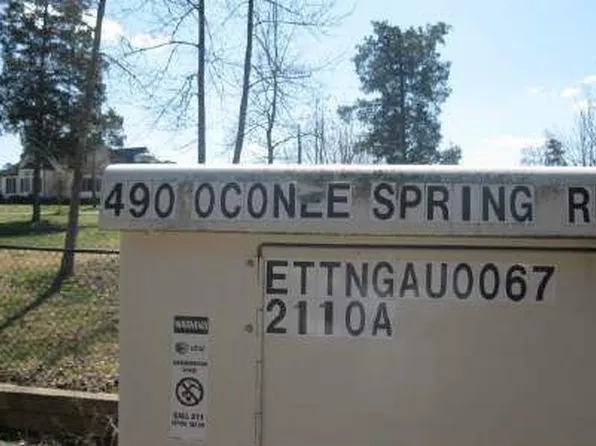 490 OCONEE SPRING R
ETTNGAU0067
2110A
WARNING
CALL 811